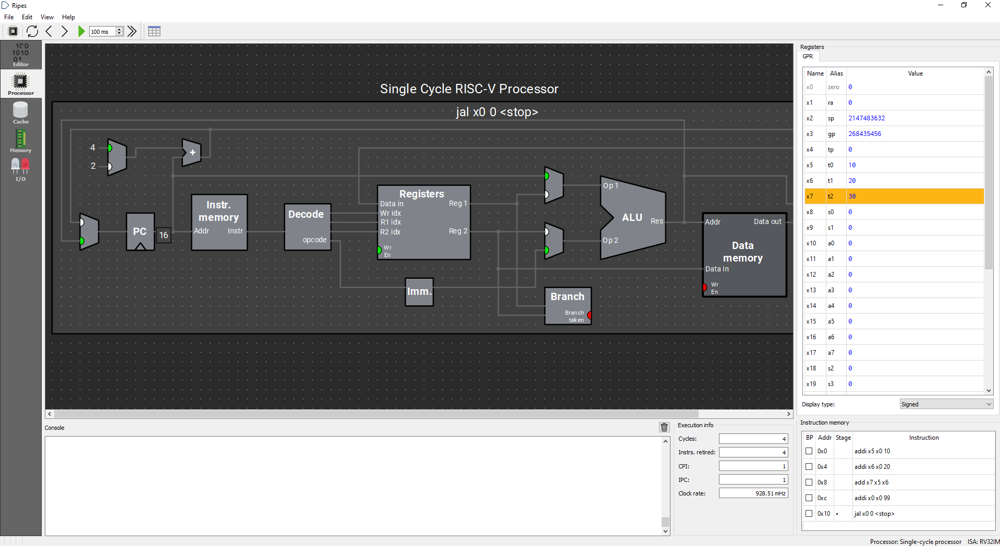 Ripes
File Edit View Help
100 ms
Editor
Processor
Cache
Memory
I/O
Single Cycle RISC-V Processor
jal x0 0 <stop>
4
2
+
PC
16
Instr. memory
Addr Instr
Decode
opcode
Registers
Data in
Wr idx
R1 idx
R2 idx
Wr En
Reg 1
Reg 2
Imm.
Op 1
Op 2
ALU
Res
Branch
Branch taken
Addr Data out
Data memory
Data in
Wr En
Registers
GPR
Name Alias Value
x0 zero 0
x1 ra 0
x2 sp 2147483632
x3 gp 268435456
x4 tp 0
x5 t0 10
x6 t1 20
x7 t2 30
x8 s0 0
x9 s1 0
x10 a0 0
x11 a1 0
x12 a2 0
x13 a3 0
x14 a4 0
x15 a5 0
x16 a6 0
x17 a7 0
x18 s2 0
x19 s3 0
Display type: Signed
Console
Execution info
Cycles: 4
Instrs. retired: 4
CPI: 1
IPC: 1
Clock rate: 928.51 mHz
Instruction memory
BP Addr Stage Instruction
0x0 addi x5 x0 10
0x4 addi x6 x0 20
0x8 add x7 x5 x6
0xc addi x0 x0 99
0x10 • jal x0 0 <stop>
Processor: Single-cycle processor ISA: RV32IM